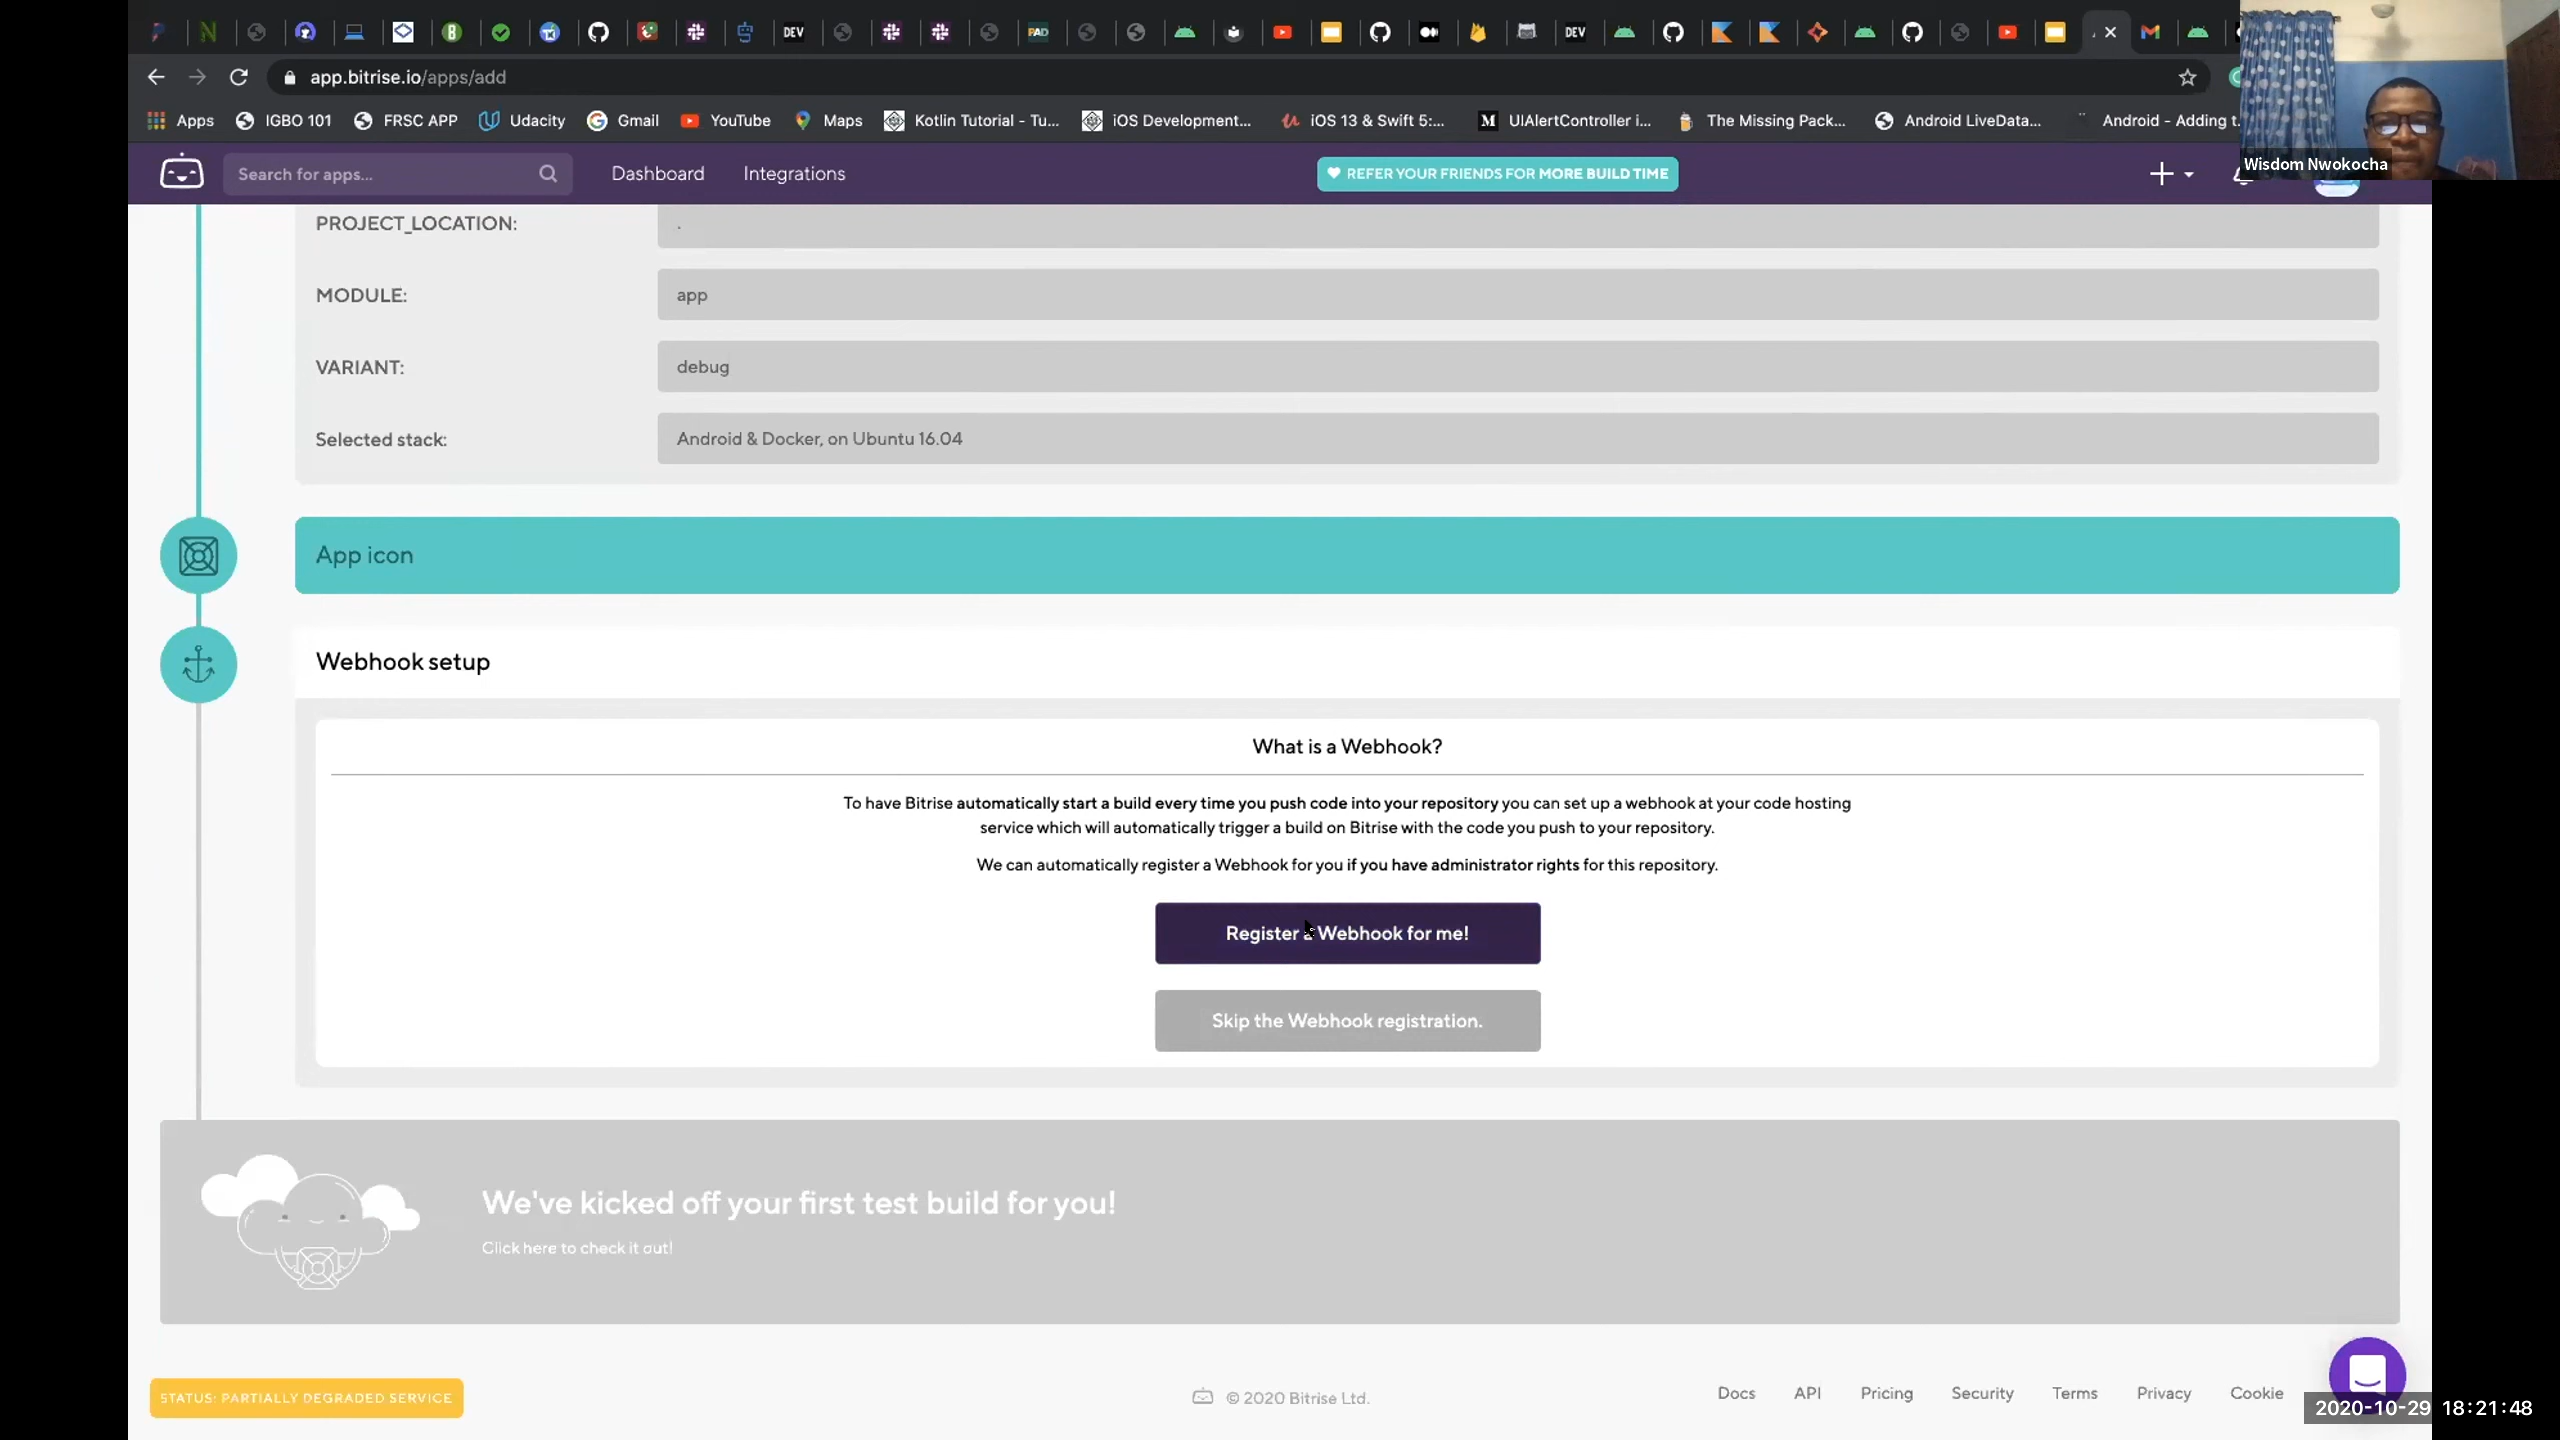 DEV
PAD
DEV
app.bitrise.io/apps/add
Apps
IGBO 101
FRSC APP
Udacity
Gmail
YouTube
Maps
Kotlin Tutorial - Tu...
iOS Development...
iOS 13 & Swift 5:...
UIAlertController i...
The Missing Pack...
Android LiveData...
Android - Adding t...
Wisdom Nwokocha
Search for apps...
Dashboard
Integrations
REFER YOUR FRIENDS FOR MORE BUILD TIME
PROJECT_LOCATION:
.
MODULE:
app
VARIANT:
debug
Selected stack:
Android & Docker, on Ubuntu 16.04
App icon
Webhook setup
What is a Webhook?
To have Bitrise automatically start a build every time you push code into your repository you can set up a webhook at your code hosting
service which will automatically trigger a build on Bitrise with the code you push to your repository.
We can automatically register a Webhook for you if you have administrator rights for this repository.
Register a Webhook for me!
Skip the Webhook registration.
We've kicked off your first test build for you!
Click here to check it out!
STATUS: PARTIALLY DEGRADED SERVICE
© 2020 Bitrise Ltd.
Docs
API
Pricing
Security
Terms
Privacy
Cookie
2020-10-29 18:21:48